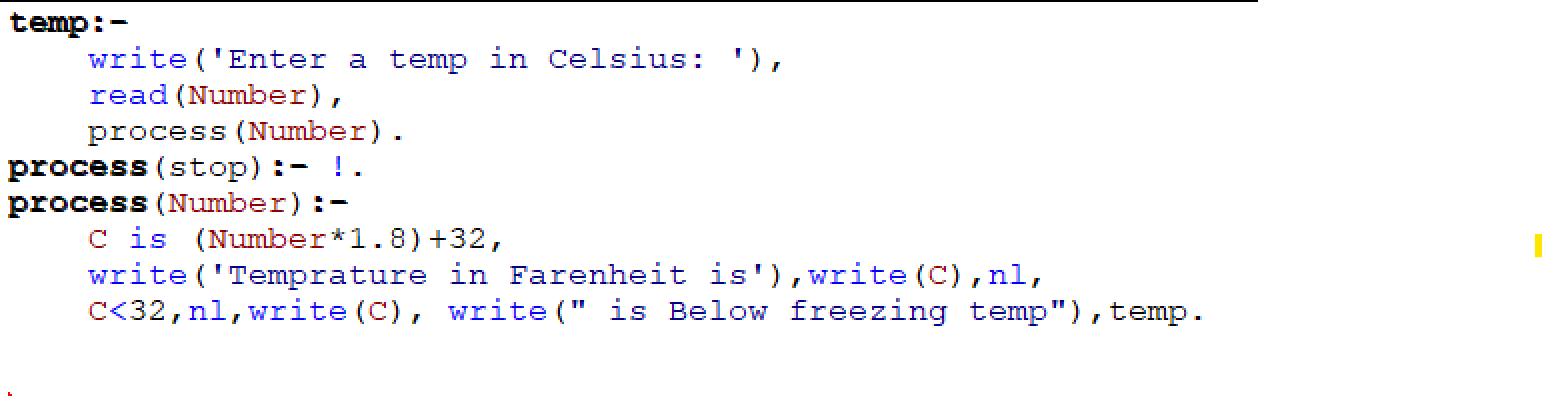 temp:-
    write('Enter a temp in Celsius: '),
    read(Number),
    process(Number).
process(stop):- !.
process(Number):-
    C is (Number*1.8)+32,
    write('Temprature in Farenheit is'),write(C),nl,
    C<32,nl,write(C), write(" is Below freezing temp"),temp.